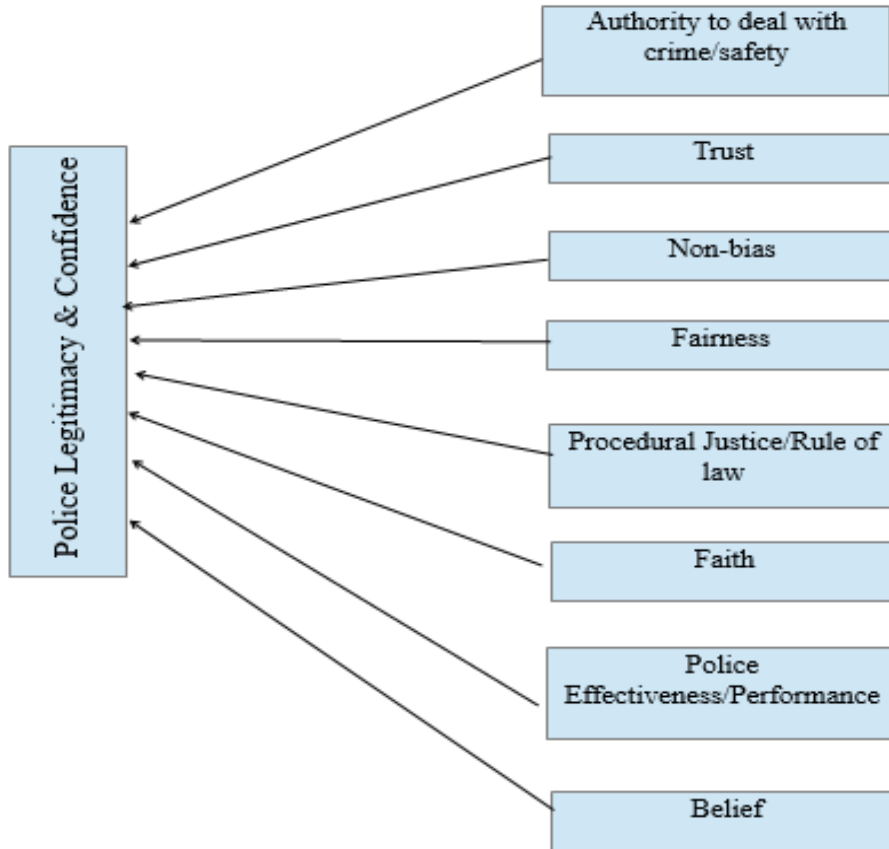 Police Legitimacy & Confidence
Authority to deal with
crime/safety
Trust
Non-bias
Fairness
Procedural Justice/Rule of
law
Faith
Police
Effectiveness/Performance
Belief